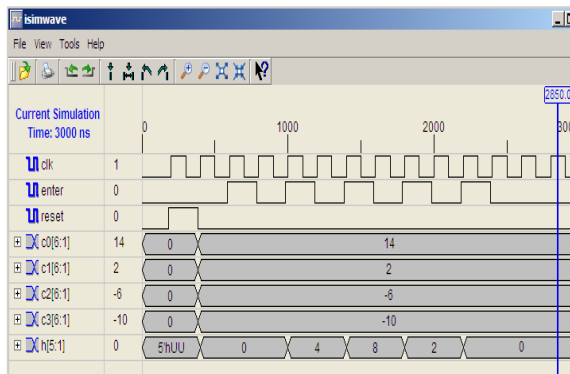 isimwave
File View Tools Help
2850.0
Current Simulation
Time: 3000 ns
0 1000 2000 300
clk 1
enter 0
reset 0
c0[6:1] 14 0 14
c1[6:1] 2 0 2
c2[6:1] -6 0 -6
c3[6:1] -10 0 -10
h[5:1] 0 5'hUU 0 4 8 2 0